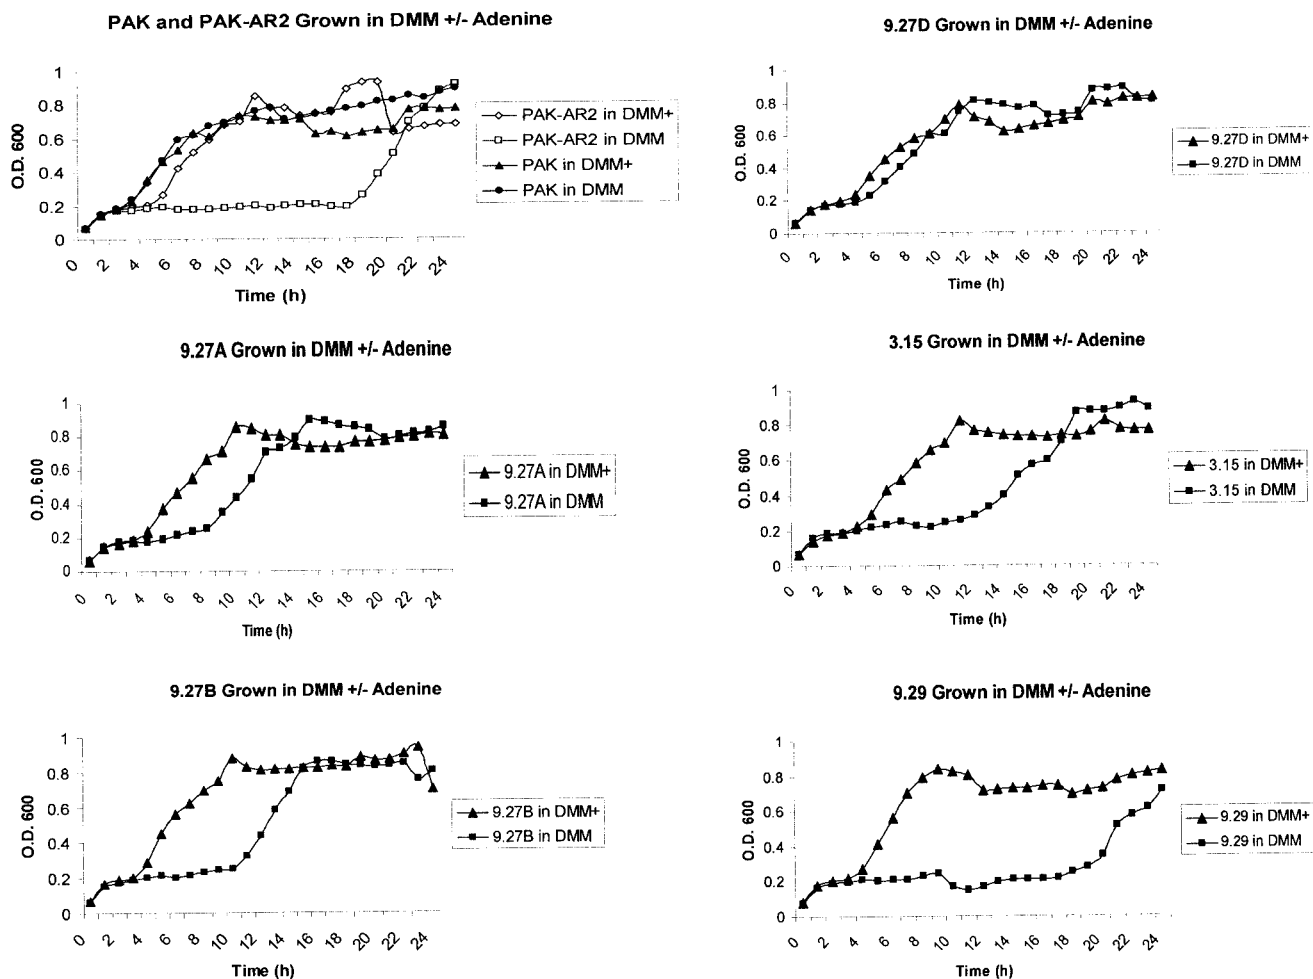 PAK and PAK-AR2 Grown in DMM +/- Adenine
O.D. 600
1
0.8
0.6
0.4
0.2
0
0 2 4 6 8 10 12 14 16 18 20 22 24
Time (h)
PAK-AR2 in DMM+
PAK-AR2 in DMM
PAK in DMM+
PAK in DMM
9.27D Grown in DMM +/- Adenine
O.D. 600
1
0.8
0.6
0.4
0.2
0
0 2 4 6 8 10 12 14 16 18 20 22 24
Time (h)
9.27D in DMM+
9.27D in DMM
9.27A Grown in DMM +/- Adenine
O.D. 600
1
0.8
0.6
0.4
0.2
0
0 2 4 6 8 10 12 14 16 18 20 22 24
Time (h)
9.27A in DMM+
9.27A in DMM
3.15 Grown in DMM +/- Adenine
O.D. 600
1
0.8
0.6
0.4
0.2
0
0 2 4 6 8 10 12 14 16 18 20 22 24
Time (h)
3.15 in DMM+
3.15 in DMM
9.27B Grown in DMM +/- Adenine
O.D. 600
1
0.8
0.6
0.4
0.2
0
0 2 4 6 8 10 12 14 16 18 20 22 24
Time (h)
9.27B in DMM+
9.27B in DMM
9.29 Grown in DMM +/- Adenine
O.D. 600
1
0.8
0.6
0.4
0.2
0
0 2 4 6 8 10 12 14 16 18 20 22 24
Time (h)
9.29 in DMM+
9.29 in DMM